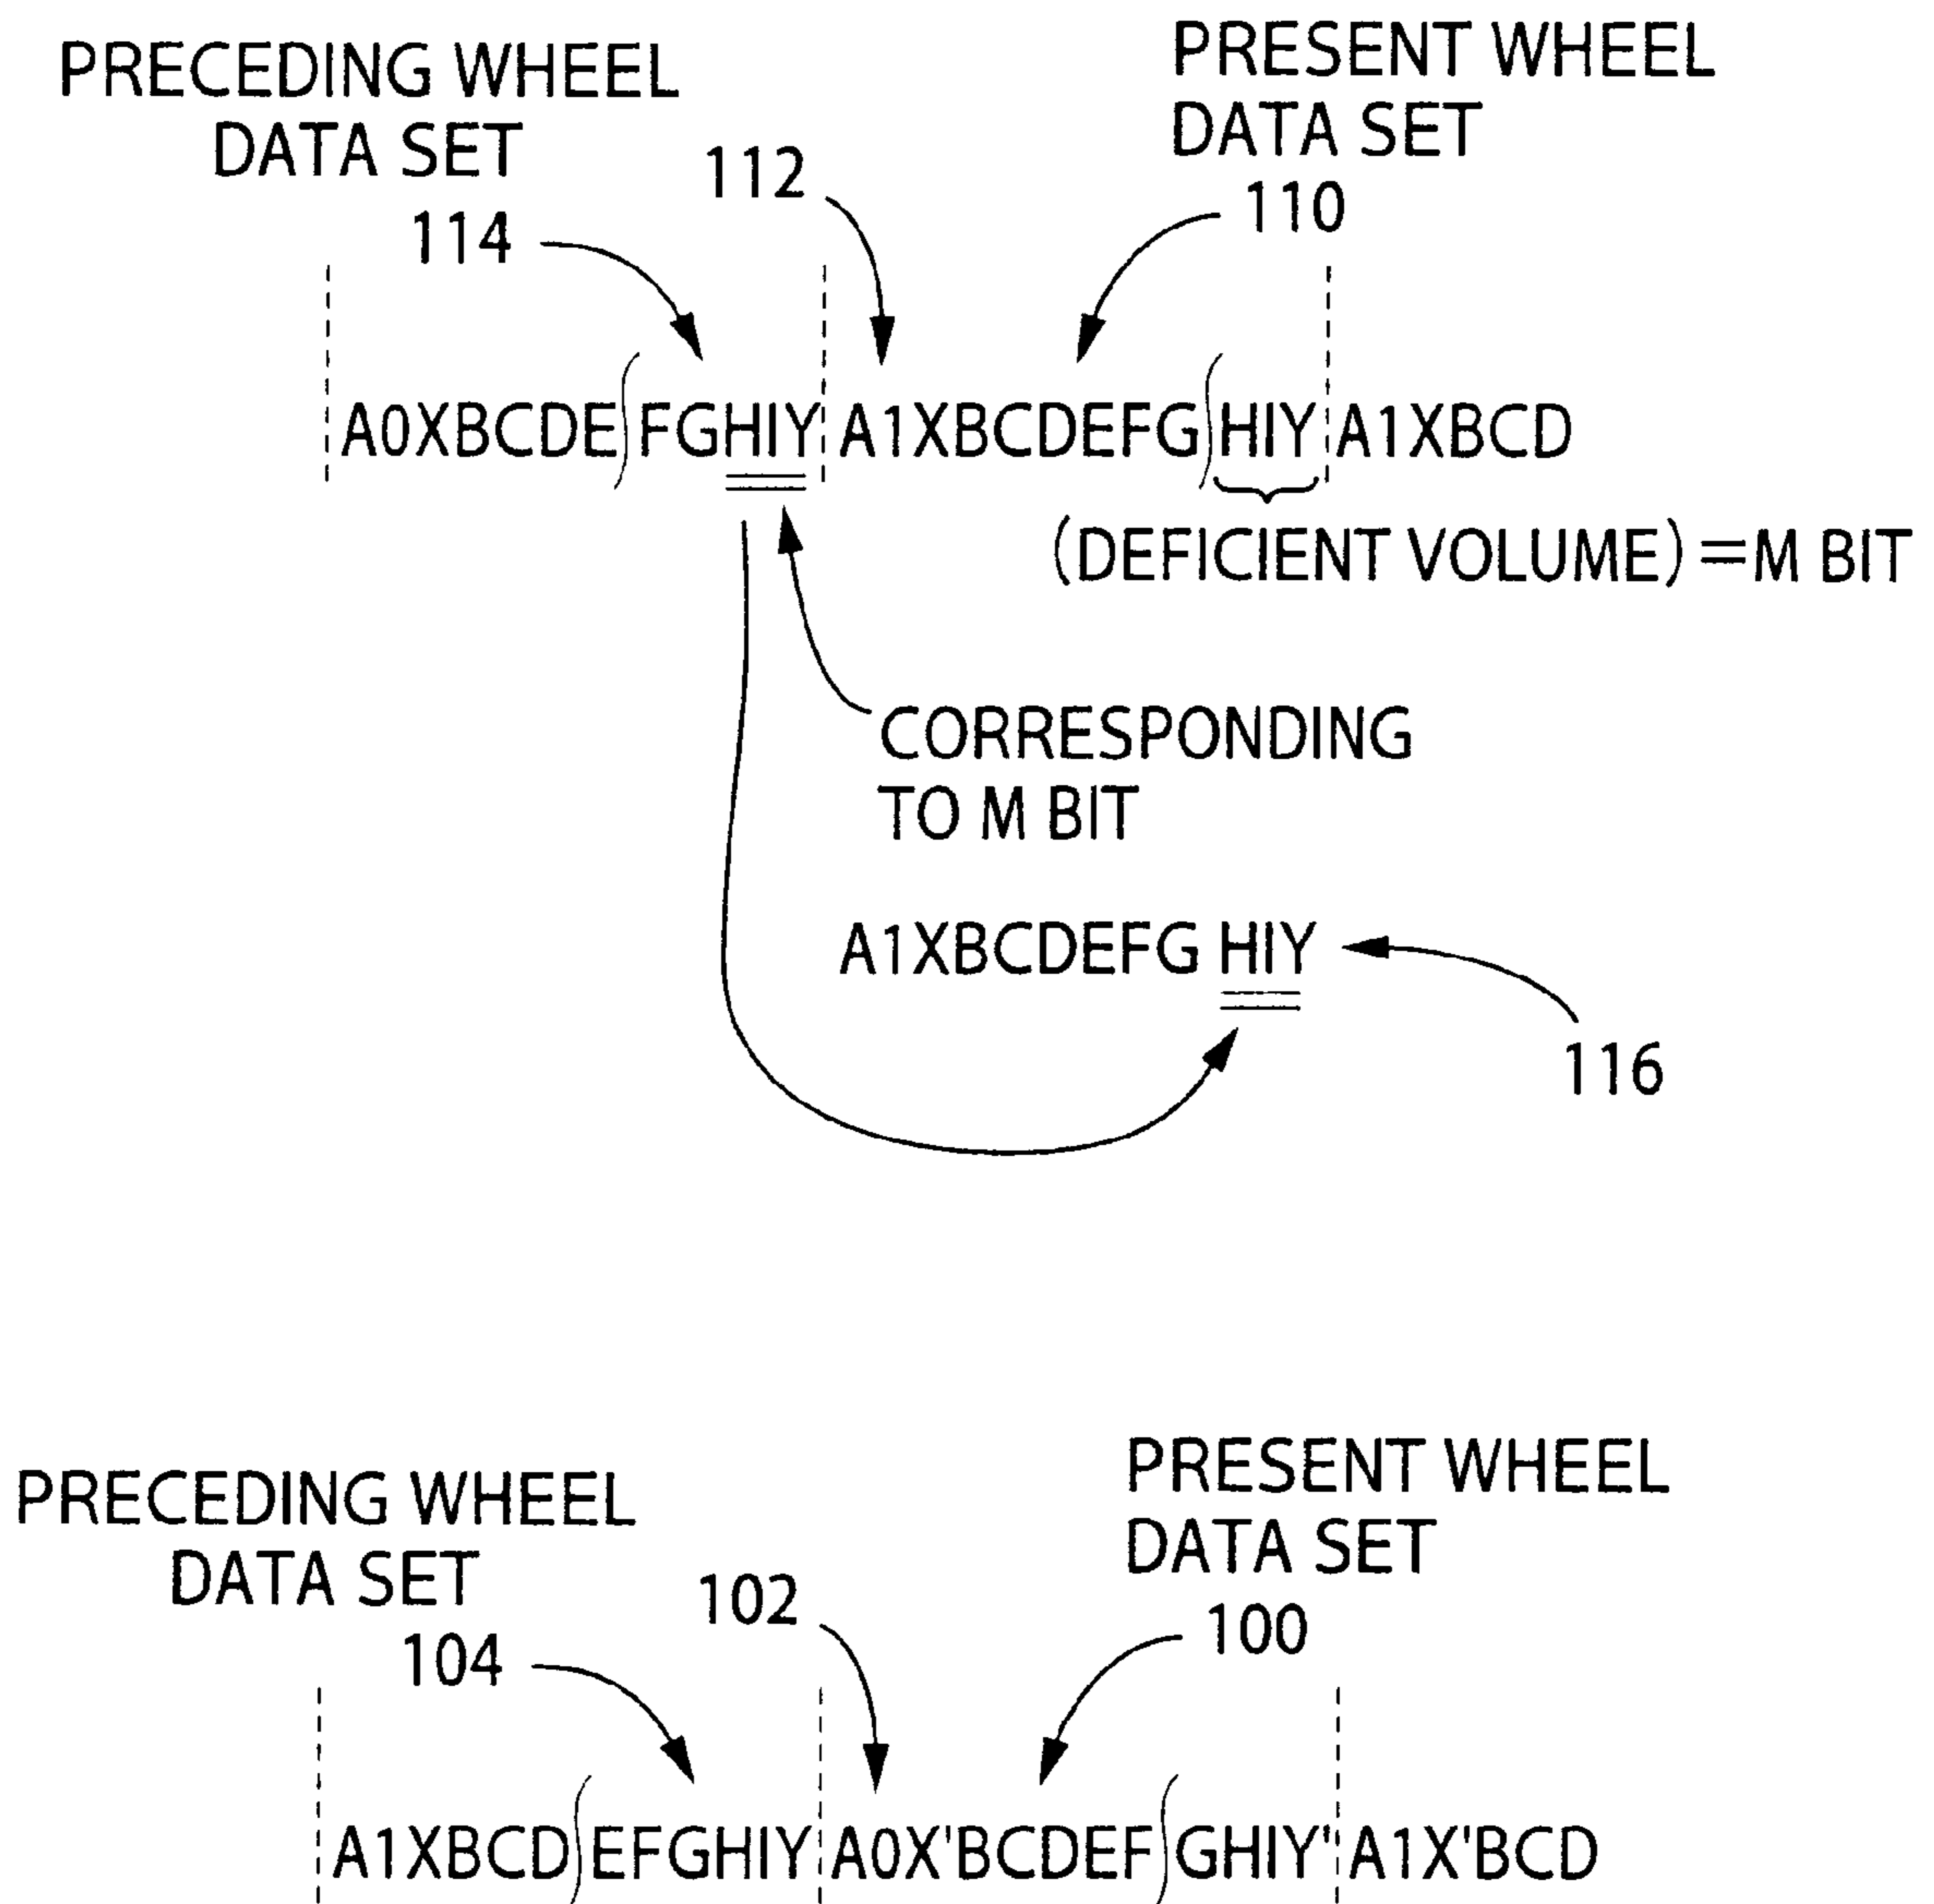 PRECEDING WHEEL
DATA SET
114
112
PRESENT WHEEL
DATA SET
110
A0XBCDE FGHIY A1XBCDEFG HIY A1XBCD
(DEFICIENT VOLUME)=M BIT
CORRESPONDING
TO M BIT
A1XBCDEFG HIY
116
PRECEDING WHEEL
DATA SET
104
102
PRESENT WHEEL
DATA SET
100
A1XBCD EFGHIY A0X'BCDEF GHIY' A1X'BCD